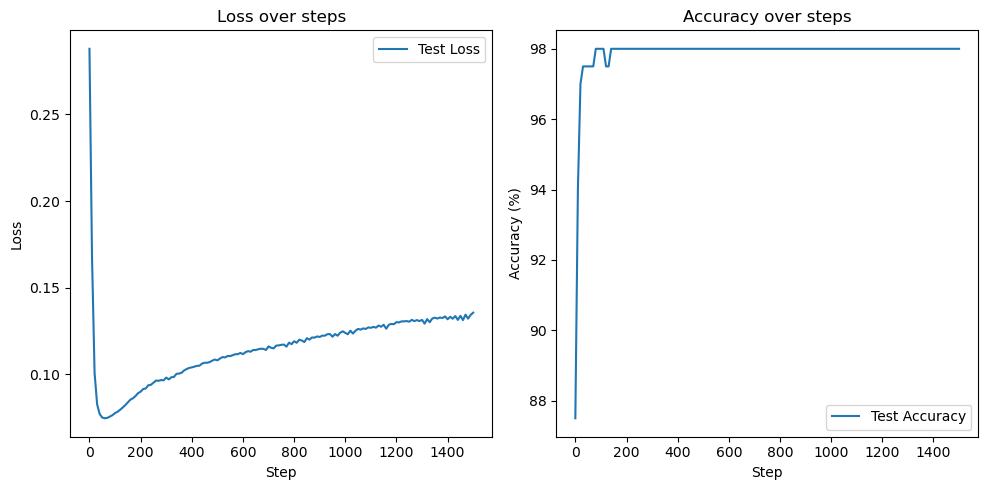 Loss over steps
Test Loss
0.25
0.20
0.15
0.10
Loss
0 200 400 600 800 1000 1200 1400
Step
Accuracy over steps
98
96
94
92
90
88
Accuracy (%)
Test Accuracy
0 200 400 600 800 1000 1200 1400
Step